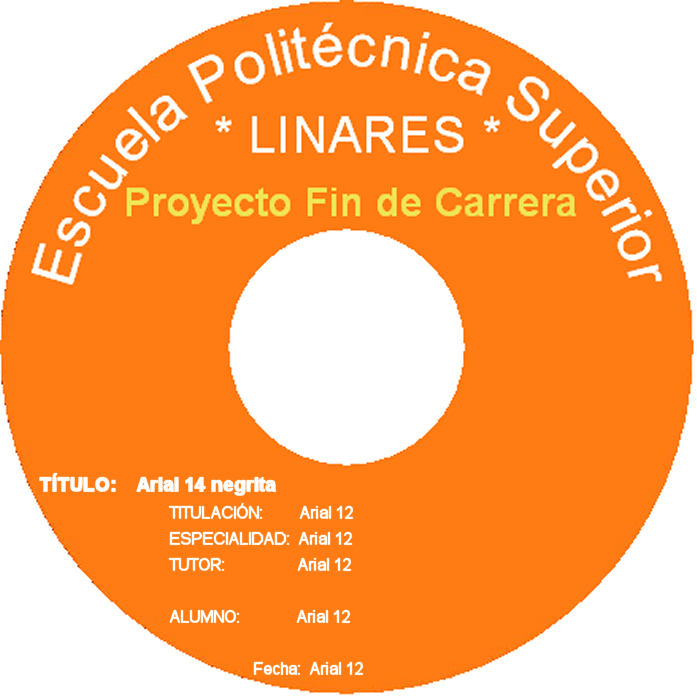 Escuela Politécnica Superior
* LINARES *
Proyecto Fin de Carrera
TÍTULO: Arial 14 negrita
TITULACIÓN: Arial 12
ESPECIALIDAD: Arial 12
TUTOR: Arial 12
ALUMNO: Arial 12
Fecha: Arial 12